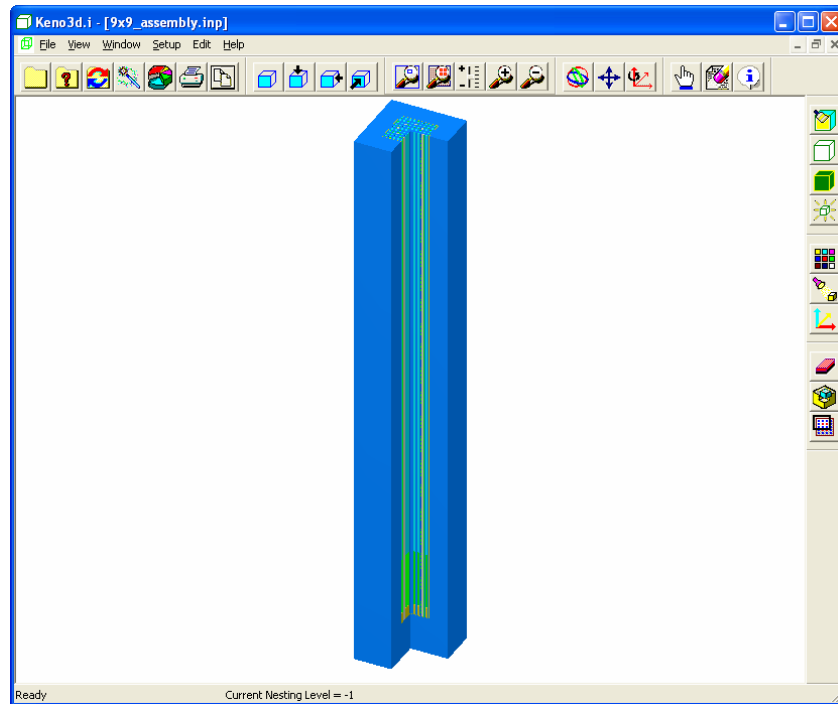 Keno3d.i - [9x9_assembly.inp]
File View Window Setup Edit Help
Ready Current Nesting Level = -1